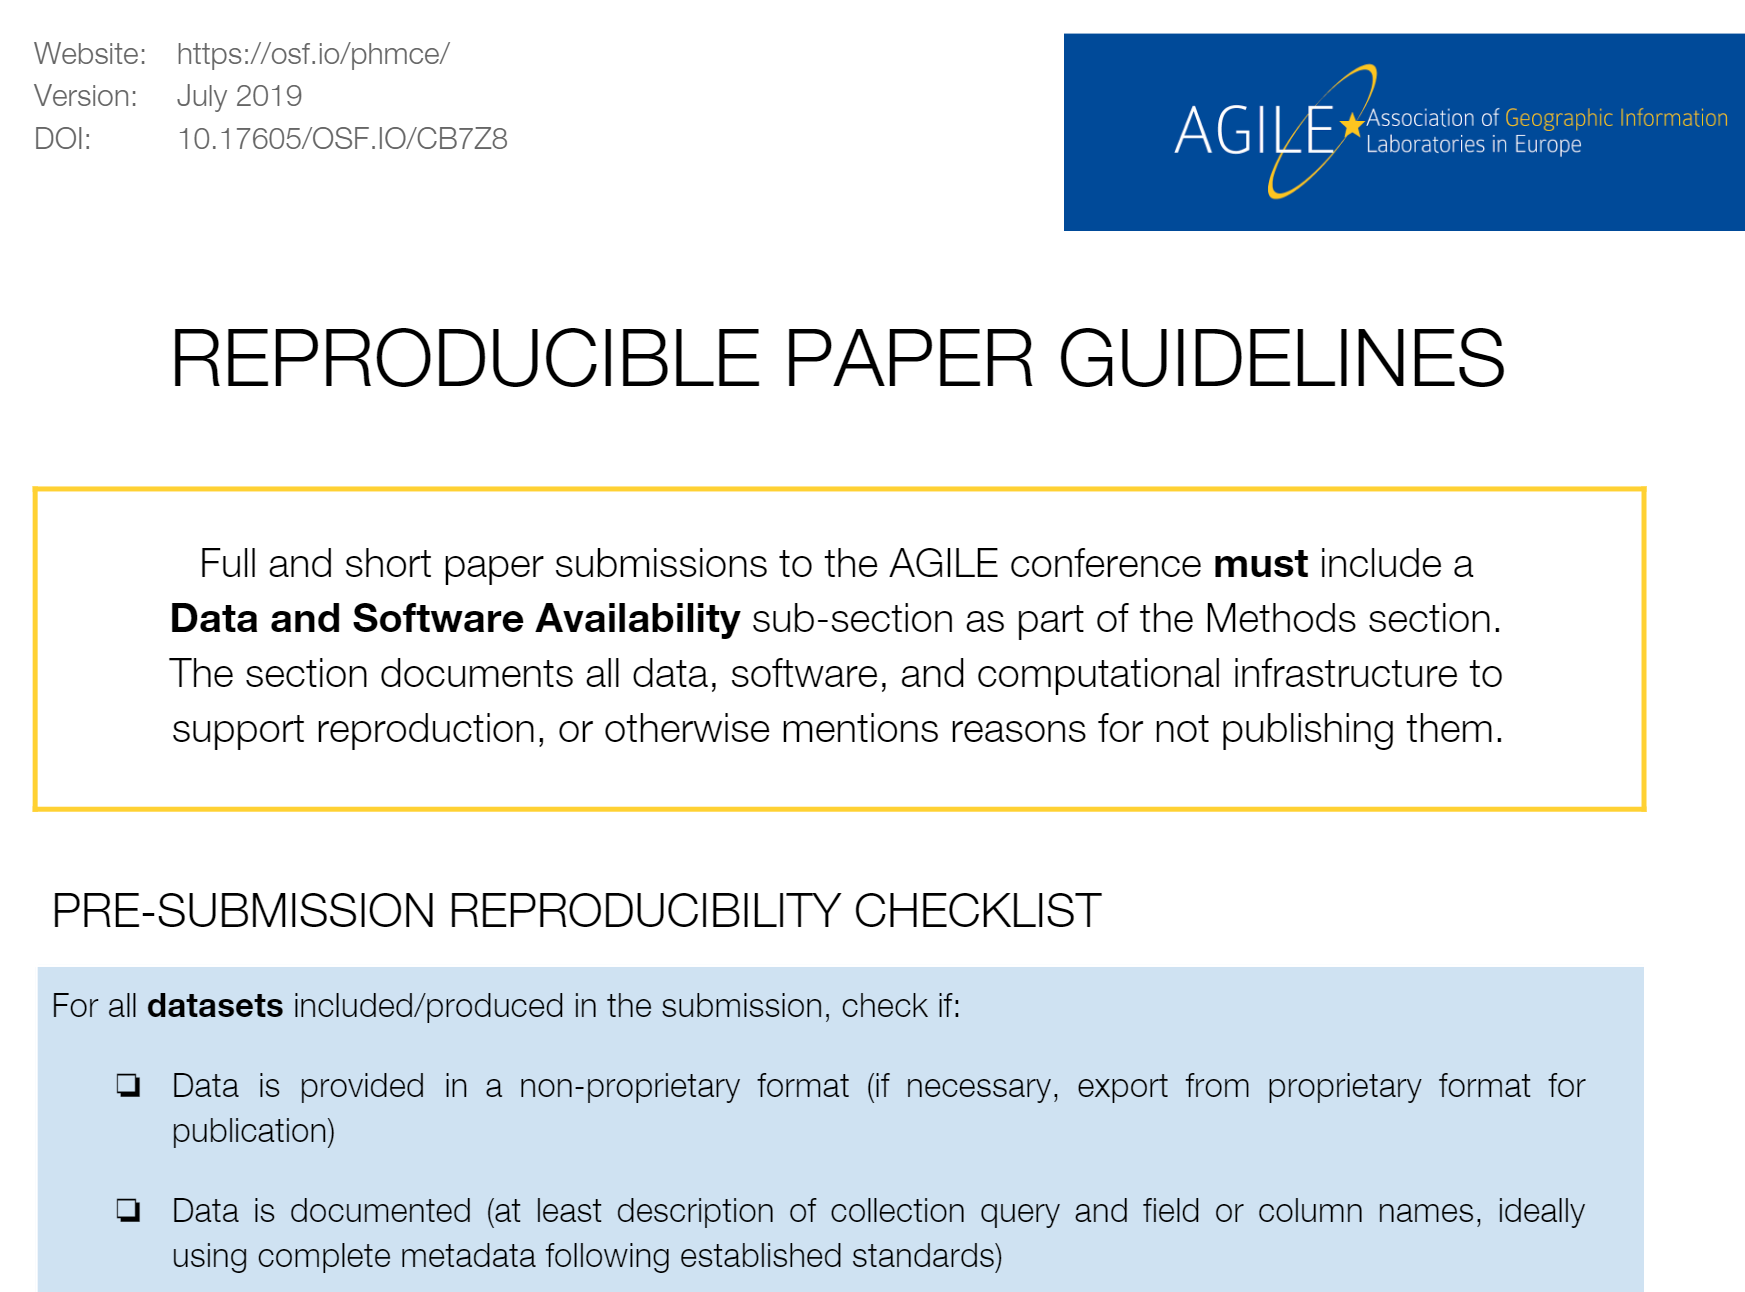 Website: https://osf.io/phmce/
Version: July 2019
DOI: 10.17605/OSF.IO/CB7Z8
AGILE Association of Geographic Information
Laboratories in Europe
REPRODUCIBLE PAPER GUIDELINES
Full and short paper submissions to the AGILE conference must include a
Data and Software Availability sub-section as part of the Methods section.
The section documents all data, software, and computational infrastructure to
support reproduction, or otherwise mentions reasons for not publishing them.
PRE-SUBMISSION REPRODUCIBILITY CHECKLIST
For all datasets included/produced in the submission, check if:
❏ Data is provided in a non-proprietary format (if necessary, export from proprietary format for
publication)
❏ Data is documented (at least description of collection query and field or column names, ideally
using complete metadata following established standards)